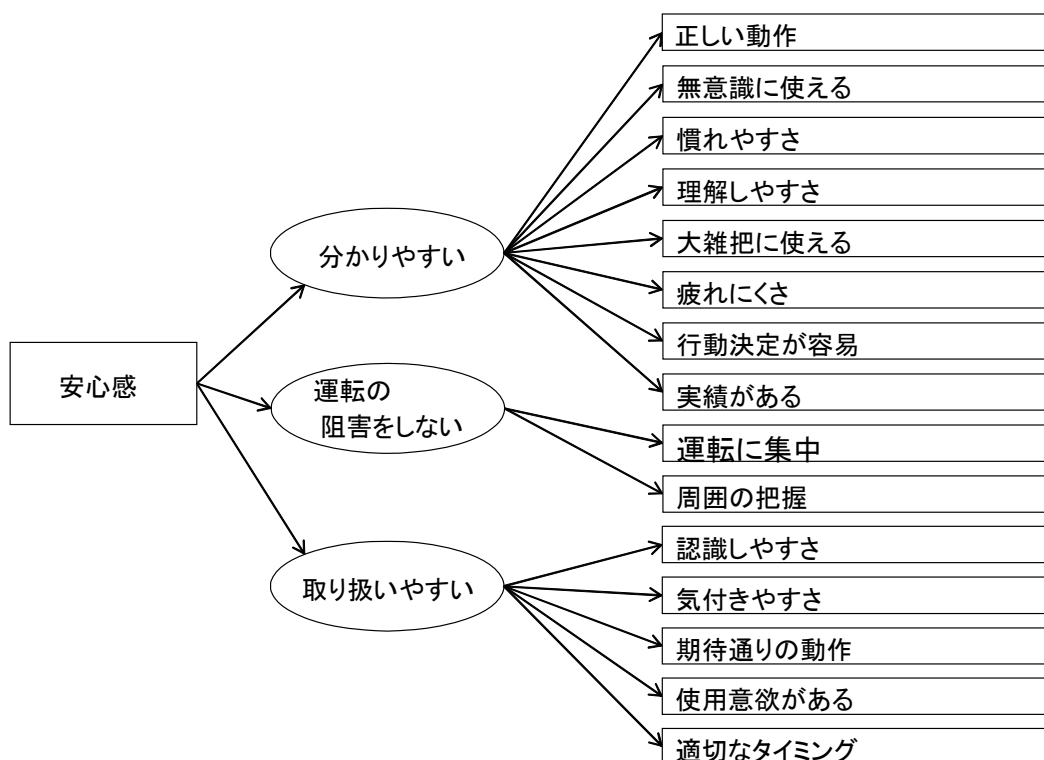 安心感
分かりやすい
運転の
阻害をしない
取り扱いやすい
正しい動作
無意識に使える
慣れやすさ
理解しやすさ
大雑把に使える
疲れにくさ
行動決定が容易
実績がある
運転に集中
周囲の把握
認識しやすさ
気付きやすさ
期待通りの動作
使用意欲がある
適切なタイミング